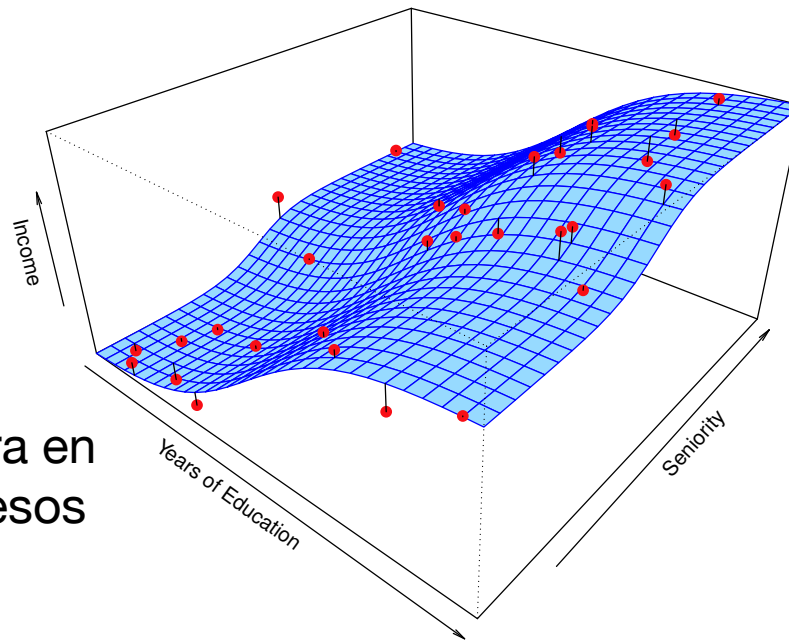 Income
ra en
esos
Years of Education
Seniority